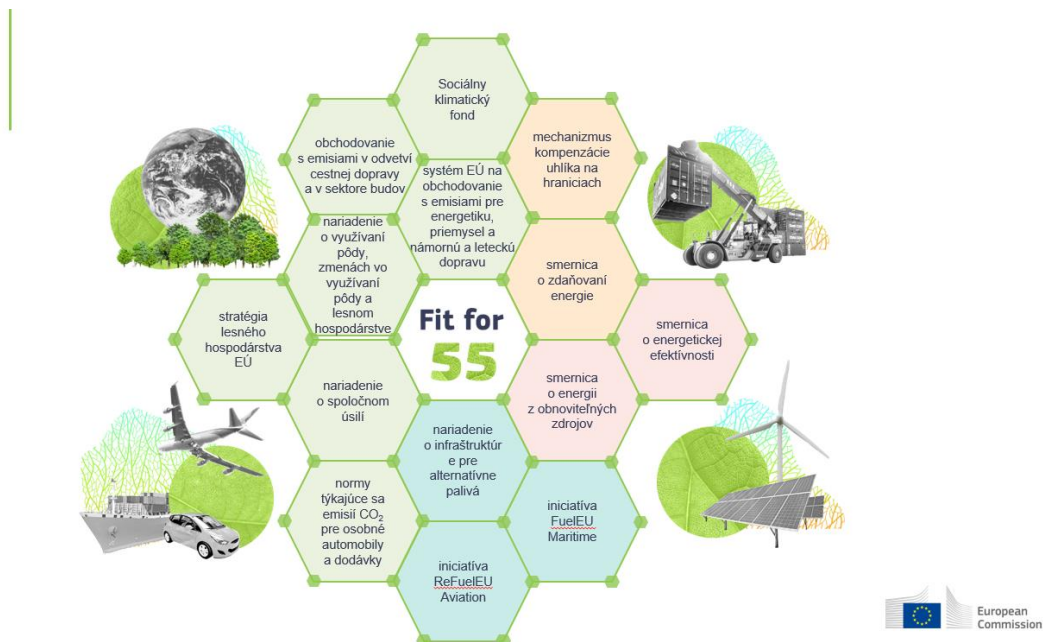 Sociálny
klimatický
fond
obchodovanie
s emisiami v odvetví
cestnej dopravy
a v sektore budov
mechanizmus
kompenzácie
uhlíka na
hraniciach
systém EÚ na
obchodovanie
s emisiami pre
energetiku,
priemysel a
námornú a leteckú
dopravu
nariadenie
o využívaní
pôdy,
zmenách vo
využívaní
pôdy a
lesnom
hospodárstve
smernica
o zdaňovaní
energie
stratégia
lesného
hospodárstva
EÚ
Fit for
55
smernica
o energetickej
efektívnosti
nariadenie
o spoločnom
úsilí
smernica
o energii
z obnoviteľných
zdrojov
nariadenie
o infraštruktúr
e pre
alternatívne
palivá
normy
týkajúce sa
emisií CO₂
pre osobné
automobily
a dodávky
iniciatíva
FuelEU
Maritime
iniciatíva
ReFuelEU
Aviation
European
Commission